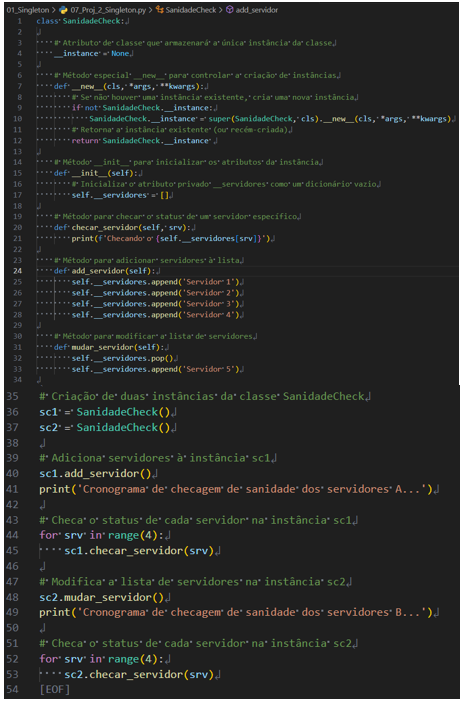 01_Singleton > 07_Proj_2_Singleton.py > SanidadeCheck > add_servidor
1 class SanidadeCheck:
2
3     # Atributo de classe que armazenará a única instância da classe
4     __instance = None
5
6     # Método especial __new__ para controlar a criação de instâncias.
7     def __new__(cls, *args, **kwargs):
8         # Se não houver uma instância existente, cria uma nova instância
9         if not SanidadeCheck.__instance:
10             SanidadeCheck.__instance = super(SanidadeCheck, cls).__new__(cls, *args, **kwargs)
11         # Retorna a instância existente (ou recém-criada)
12         return SanidadeCheck.__instance
13
14     # Método __init__ para inicializar os atributos da instância.
15     def __init__(self):
16         # Inicializa o atributo privado __servidores como um dicionário vazio
17         self.__servidores = []
18
19     # Método para checar o status de um servidor específico
20     def checar_servidor(self, srv):
21         print(f'Checando o {self.__servidores[srv]}')
22
23     # Método para adicionar servidores à lista
24     def add_servidor(self):
25         self.__servidores.append('Servidor 1')
26         self.__servidores.append('Servidor 2')
27         self.__servidores.append('Servidor 3')
28         self.__servidores.append('Servidor 4')
29
30     # Método para modificar a lista de servidores
31     def mudar_servidor(self):
32         self.__servidores.pop()
33         self.__servidores.append('Servidor 5')
34
35 # Criação de duas instâncias da classe SanidadeCheck
36 sc1 = SanidadeCheck()
37 sc2 = SanidadeCheck()
38
39 # Adiciona servidores à instância sc1
40 sc1.add_servidor()
41 print('Cronograma de checagem de sanidade dos servidores A...')
42
43 # Checa o status de cada servidor na instância sc1
44 for srv in range(4):
45     sc1.checar_servidor(srv)
46
47 # Modifica a lista de servidores na instância sc2
48 sc2.mudar_servidor()
49 print('Cronograma de checagem de sanidade dos servidores B...')
50
51 # Checa o status de cada servidor na instância sc2
52 for srv in range(4):
53     sc2.checar_servidor(srv)
54 [EOF]